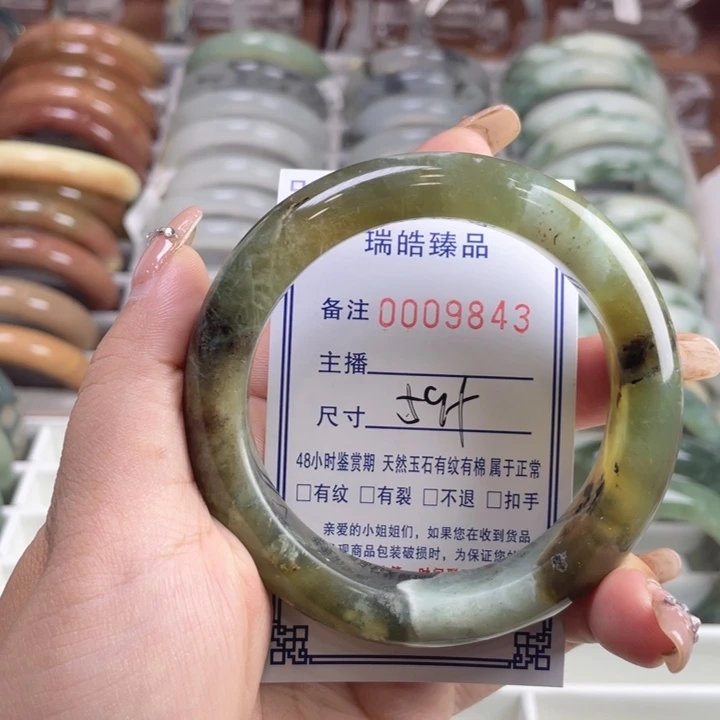 瑞皓臻品
备注 0009843
主播
尺寸 59+
48小时鉴赏期 天然玉石有纹有棉 属于正常
□有纹 □有裂 □不退 □扣手
亲爱的小姐姐们，如果您在收到货品
现商品包装破损时，为保证您的